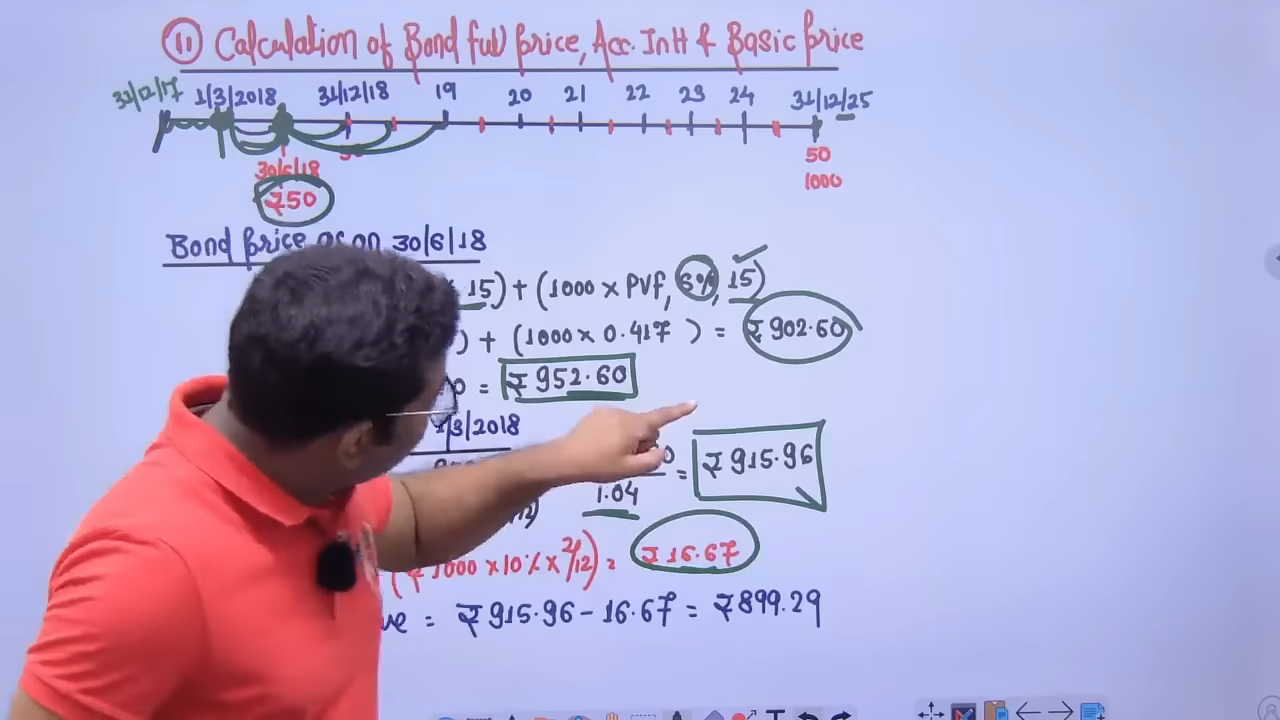 11 Calculation of Bond full price, Acc. Int & Basic price
31/12/17 1/3/2018 31/12/18 19 20 21 22 23 24 31/12/25
30/6/18 50
₹50 1000
Bond price as on 30/6/18
15) + (1000 x PVf, 6%, 15)
) + (1000 x 0.417 ) = ₹902.60
= ₹952.60
1/3/2018
1.04 = ₹915.96
(₹1000 x 10% x 2/12) = ₹16.67
= ₹915.96 - 16.67 = ₹899.29